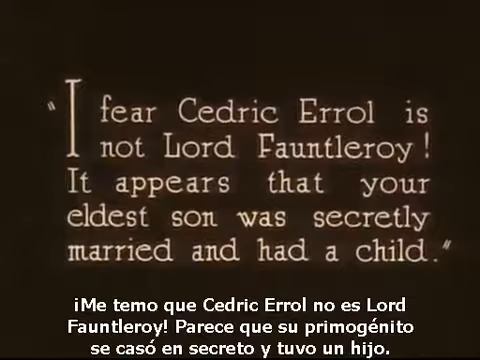 "I fear Cedric Errol is
not Lord Fauntleroy!
It appears that your
eldest son was secretly
married and had a child."
¡Me temo que Cedric Errol no es Lord
Fauntleroy! Parece que su primogénito
se casó en secreto y tuvo un hijo.